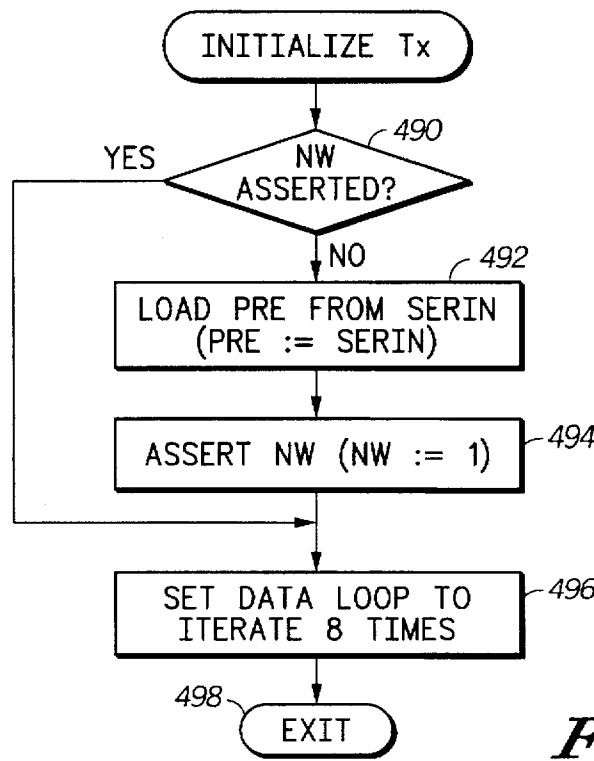 INITIALIZE Tx
490
YES
NW
ASSERTED?
NO
492
LOAD PRE FROM SERIN
(PRE := SERIN)
ASSERT NW (NW := 1)
494
SET DATA LOOP TO
ITERATE 8 TIMES
496
498
EXIT
F